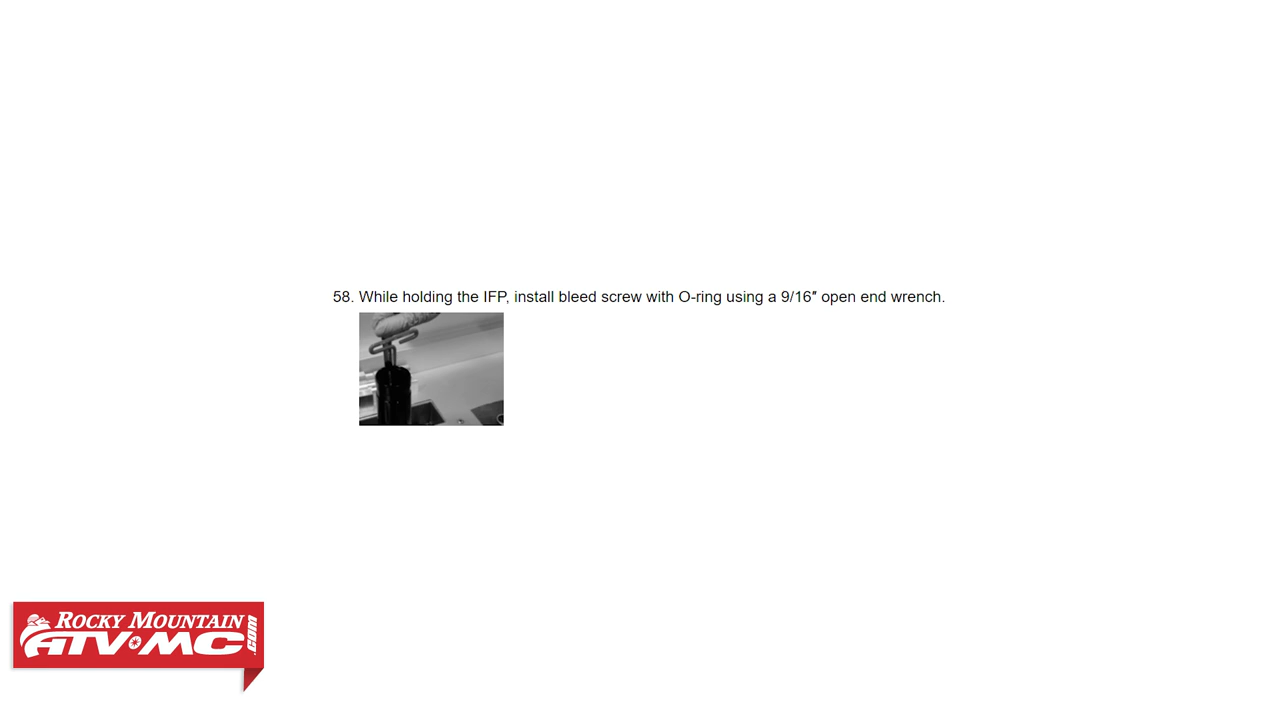 58. While holding the IFP, install bleed screw with O-ring using a 9/16″ open end wrench.
ROCKY MOUNTAIN
ATV•MC.com